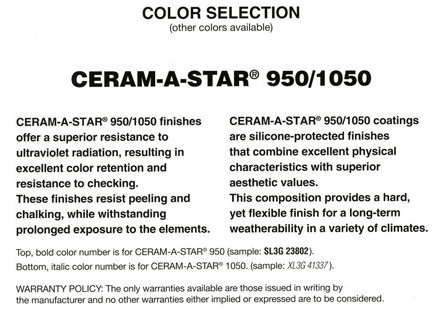 COLOR SELECTION
(other colors available)
CERAM-A-STAR® 950/1050
CERAM-A-STAR® 950/1050 finishes
offer a superior resistance to
ultraviolet radiation, resulting in
excellent color retention and
resistance to checking.
These finishes resist peeling and
chalking, while withstanding
prolonged exposure to the elements.
CERAM-A-STAR® 950/1050 coatings
are silicone-protected finishes
that combine excellent physical
characteristics with superior
aesthetic values.
This composition provides a hard,
yet flexible finish for a long-term
weatherability in a variety of climates.
Top, bold color number is for CERAM-A-STAR® 950 (sample: SL3G 23802).
Bottom, italic color number is for CERAM-A-STAR® 1050. (sample: XL3G 41337).
WARRANTY POLICY: The only warranties available are those issued in writing by
the manufacturer and no other warranties either implied or expressed are to be considered.